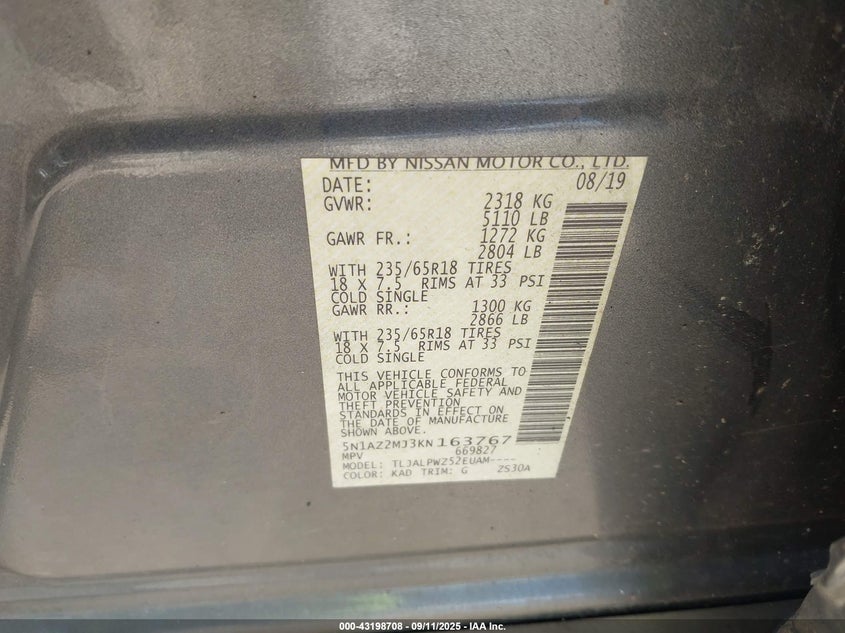 MFD BY NISSAN MOTOR CO., LTD.
DATE: 08/19
GVWR: 2318 KG
5110 LB
GAWR FR.: 1272 KG
2804 LB
WITH 235/65R18 TIRES
18 X 7.5 RIMS AT 33 PSI
COLD SINGLE
GAWR RR.: 1300 KG
2866 LB
WITH 235/65R18 TIRES
18 X 7.5 RIMS AT 33 PSI
COLD SINGLE
THIS VEHICLE CONFORMS TO
ALL APPLICABLE FEDERAL
MOTOR VEHICLE SAFETY AND
THEFT PREVENTION
STANDARDS IN EFFECT ON
THE DATE OF MANUFACTURE
SHOWN ABOVE.
5N1AZ2MJ3KN163767
MPV 669827
MODEL: TLJALPWZ52EUAM----
COLOR: KAD TRIM: G ZS30A
000-43198708 - 09/11/2025 - IAA Inc.